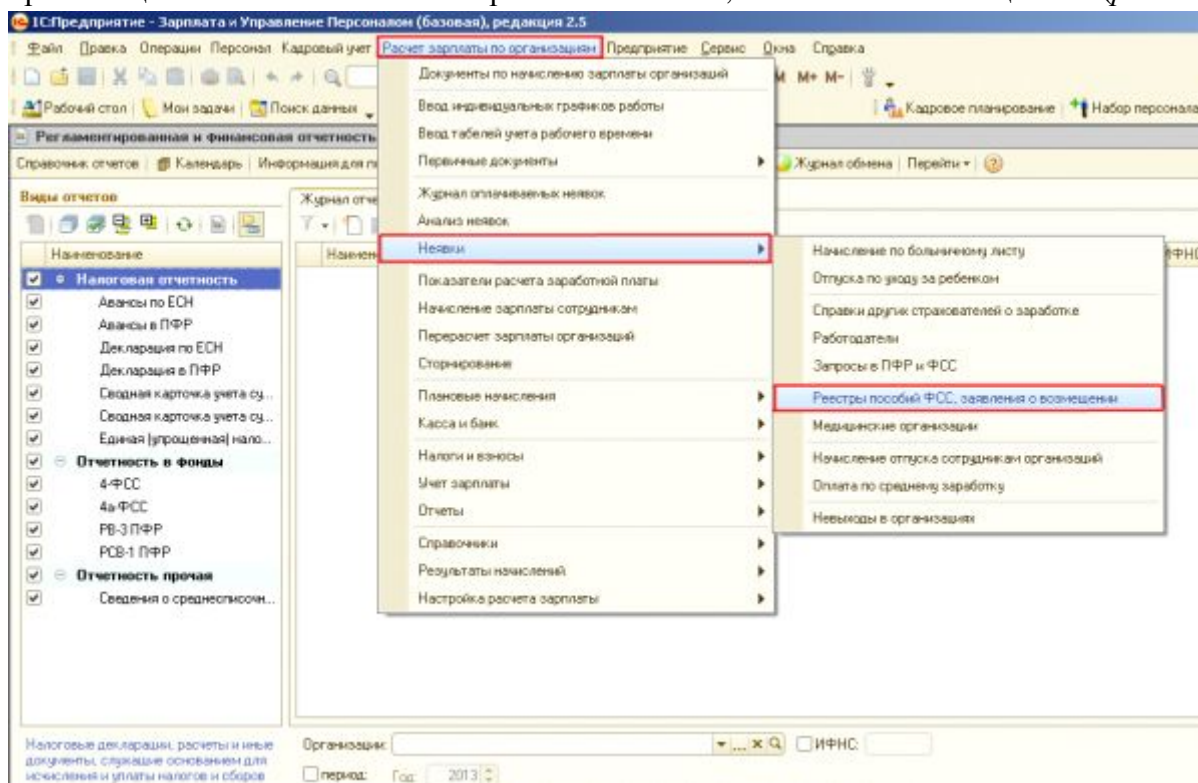 1С:Предприятие - Зарплата и Управление Персоналом (базовая), редакция 2.5
Файл Правка Операции Персонал Кадровый учет Расчет зарплаты по организациям Предприятие Сервис Окна Справка
M M+ M-
Рабочий стол Мои задачи Поиск данных Кадровое планирование Набор персонала
Регламентированная и финансовая отчетность
Справочник отчетов Календарь Журнал обмена Перейти
Виды отчетов
Журнал отче
Наименование
Налоговая отчетность
Авансы по ЕСН
Авансы в ПФР
Декларация по ЕСН
Декларация в ПФР
Сводная карточка учета су...
Сводная карточка учета су...
Единая (упрощенная) нало...
Отчетность в фонды
4-ФСС
4а-ФСС
РВ-3 ПФР
РСВ-1 ПФР
Отчетность прочая
Сведения о среднесписочн...
Наимен
Документы по начислению зарплаты организаций
Ввод индивидуальных графиков работы
Ввод табелей учета рабочего времени
Первичные документы
Журнал оплачиваемых неявок
Анализ неявок
Неявки
Показатели расчета заработной платы
Начисление зарплаты сотрудникам
Перерасчет зарплаты организаций
Сторнирование
Плановые начисления
Касса и банк
Налоги и взносы
Учет зарплаты
Отчеты
Справочники
Результаты начислений
Настройка расчета зарплаты
Начисление по больничному листу
Отпуска по уходу за ребенком
Справки других страхователей о заработке
Работодатели
Запросы в ПФР и ФСС
Реестры пособий ФСС, заявления о возмещении
Медицинские организации
Начисление отпуска сотрудникам организаций
Оплата по среднему заработку
Невыходы в организациях
Налоговые декларации, расчеты и иные
документы, служащие основанием для
исчисления и уплаты налогов и сборов
Организация: ИФНС:
период: Год: 2013